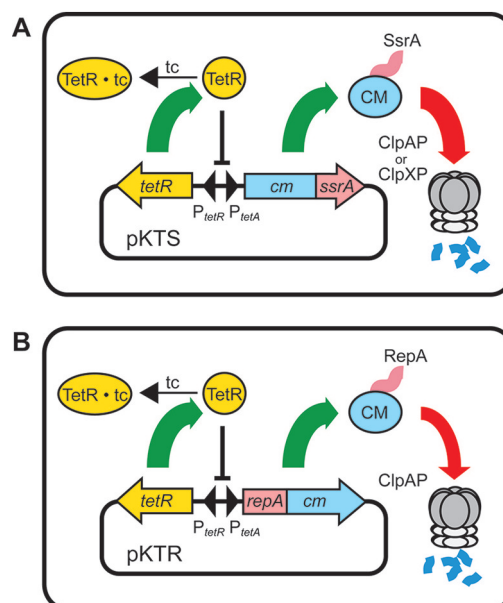 A
SsrA
TetR • tc
tc
TetR
CM
ClpAP
or
ClpXP
tetR
cm
ssrA
PtetR
PtetA
pKTS
B
RepA
TetR • tc
tc
TetR
CM
ClpAP
tetR
repA
cm
PtetR
PtetA
pKTR